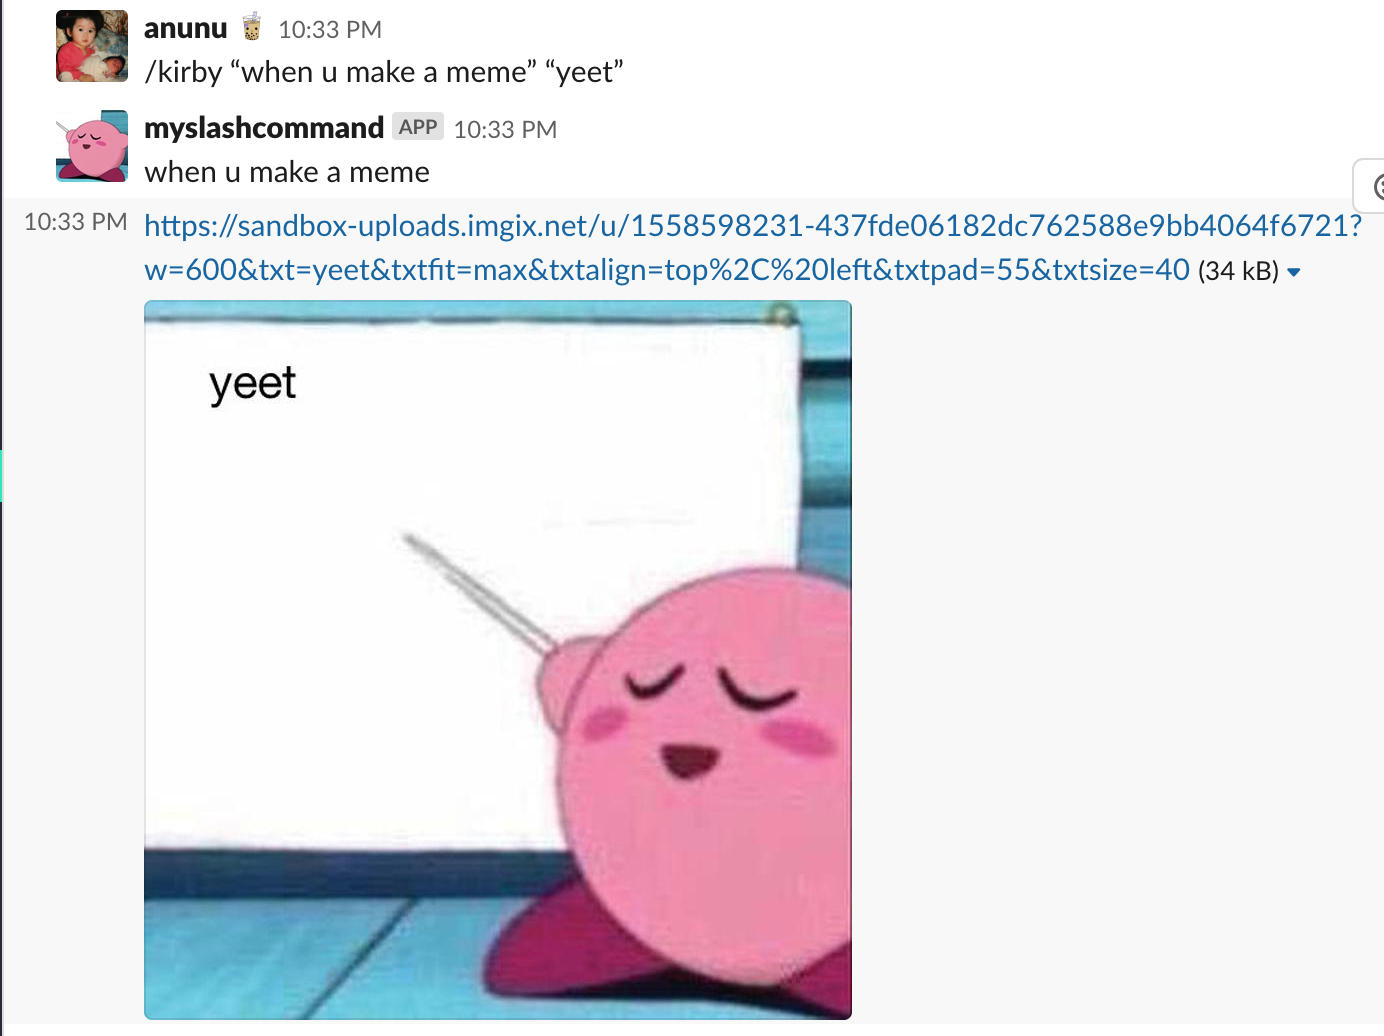 anunu 10:33 PM
/kirby “when u make a meme” “yeet”
myslashcommand APP 10:33 PM
when u make a meme
10:33 PM https://sandbox-uploads.imgix.net/u/1558598231-437fde06182dc762588e9bb4064f6721?
w=600&txt=yeet&txtfit=max&txtalign=top%2C%20left&txtpad=55&txtsize=40 (34 kB)
yeet